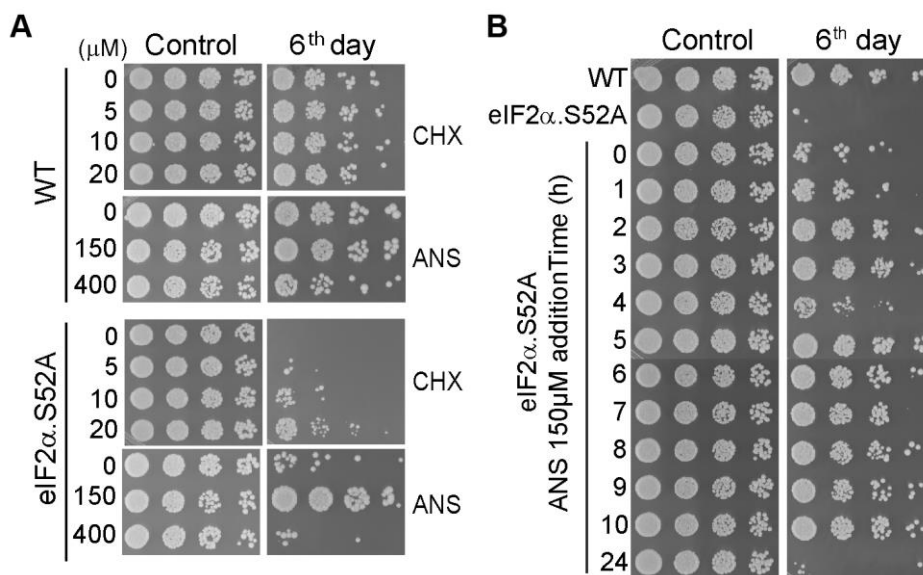 A
(μM) Control 6th day
WT
0
5
10
20
CHX
0
150
400
ANS
eIF2α.S52A
0
5
10
20
CHX
0
150
400
ANS
B
Control 6th day
WT
eIF2α.S52A
eIF2α.S52A
ANS 150μM additionTime (h)
0
1
2
3
4
5
6
7
8
9
10
24